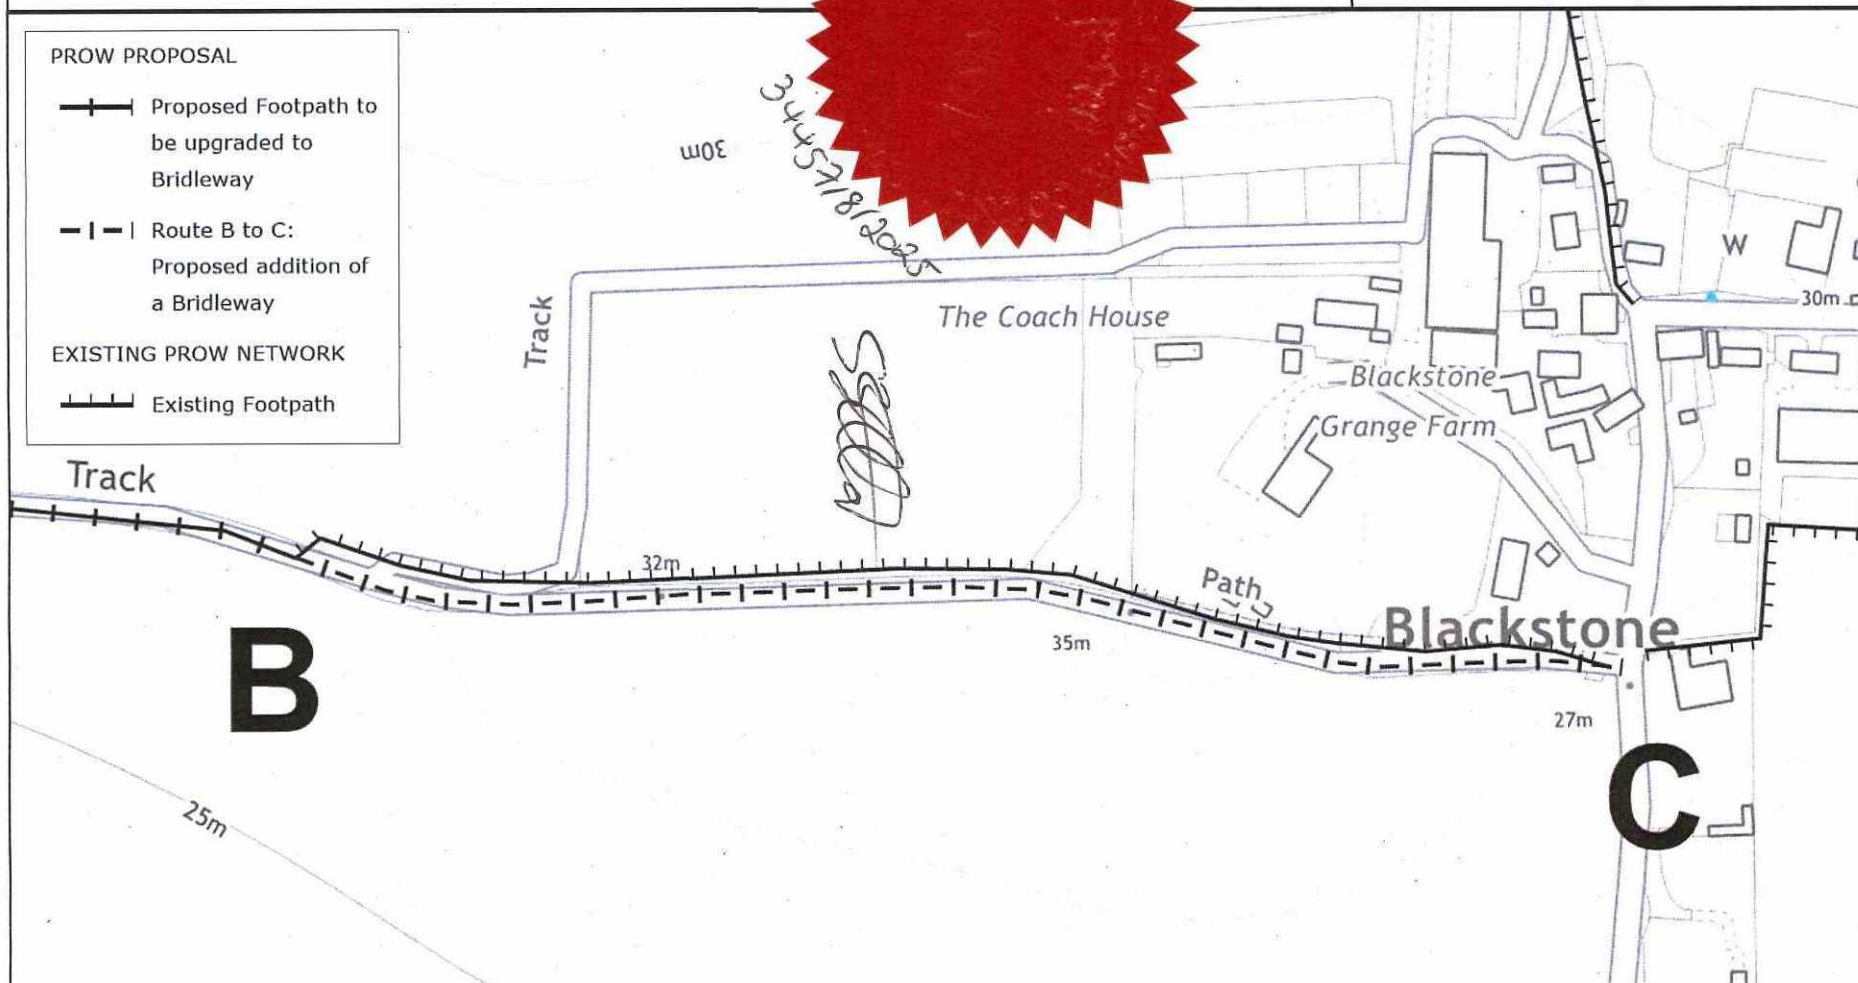 PROW PROPOSAL
Proposed Footpath to
be upgraded to
Bridleway
Route B to C:
Proposed addition of
a Bridleway
EXISTING PROW NETWORK
Existing Footpath
30m
34457/8/2025
W
30m
Track
The Coach House
Blackstone
Grange Farm
Track
32m
Path
Blackstone
35m
B
27m
C
25m